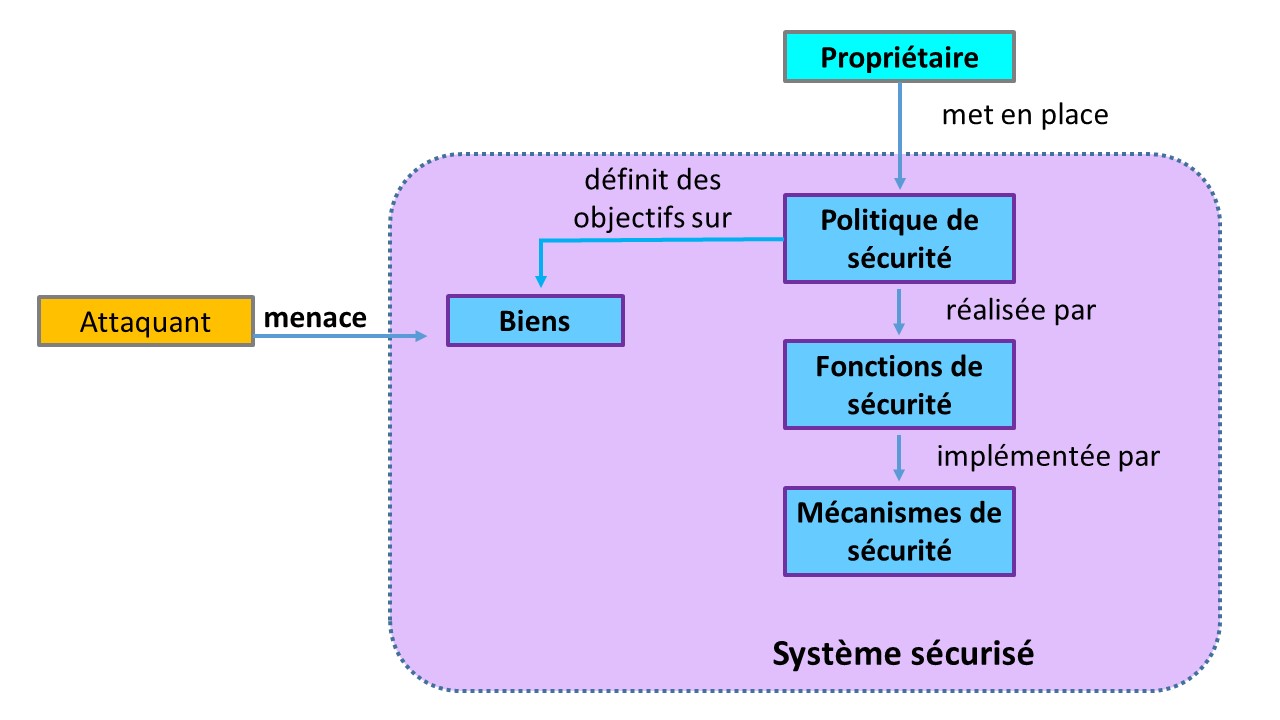 Propriétaire
met en place
définit des
objectifs sur
Politique de
sécurité
Attaquant
menace
Biens
réalisée par
Fonctions de
sécurité
implémentée par
Mécanismes de
sécurité
Système sécurisé